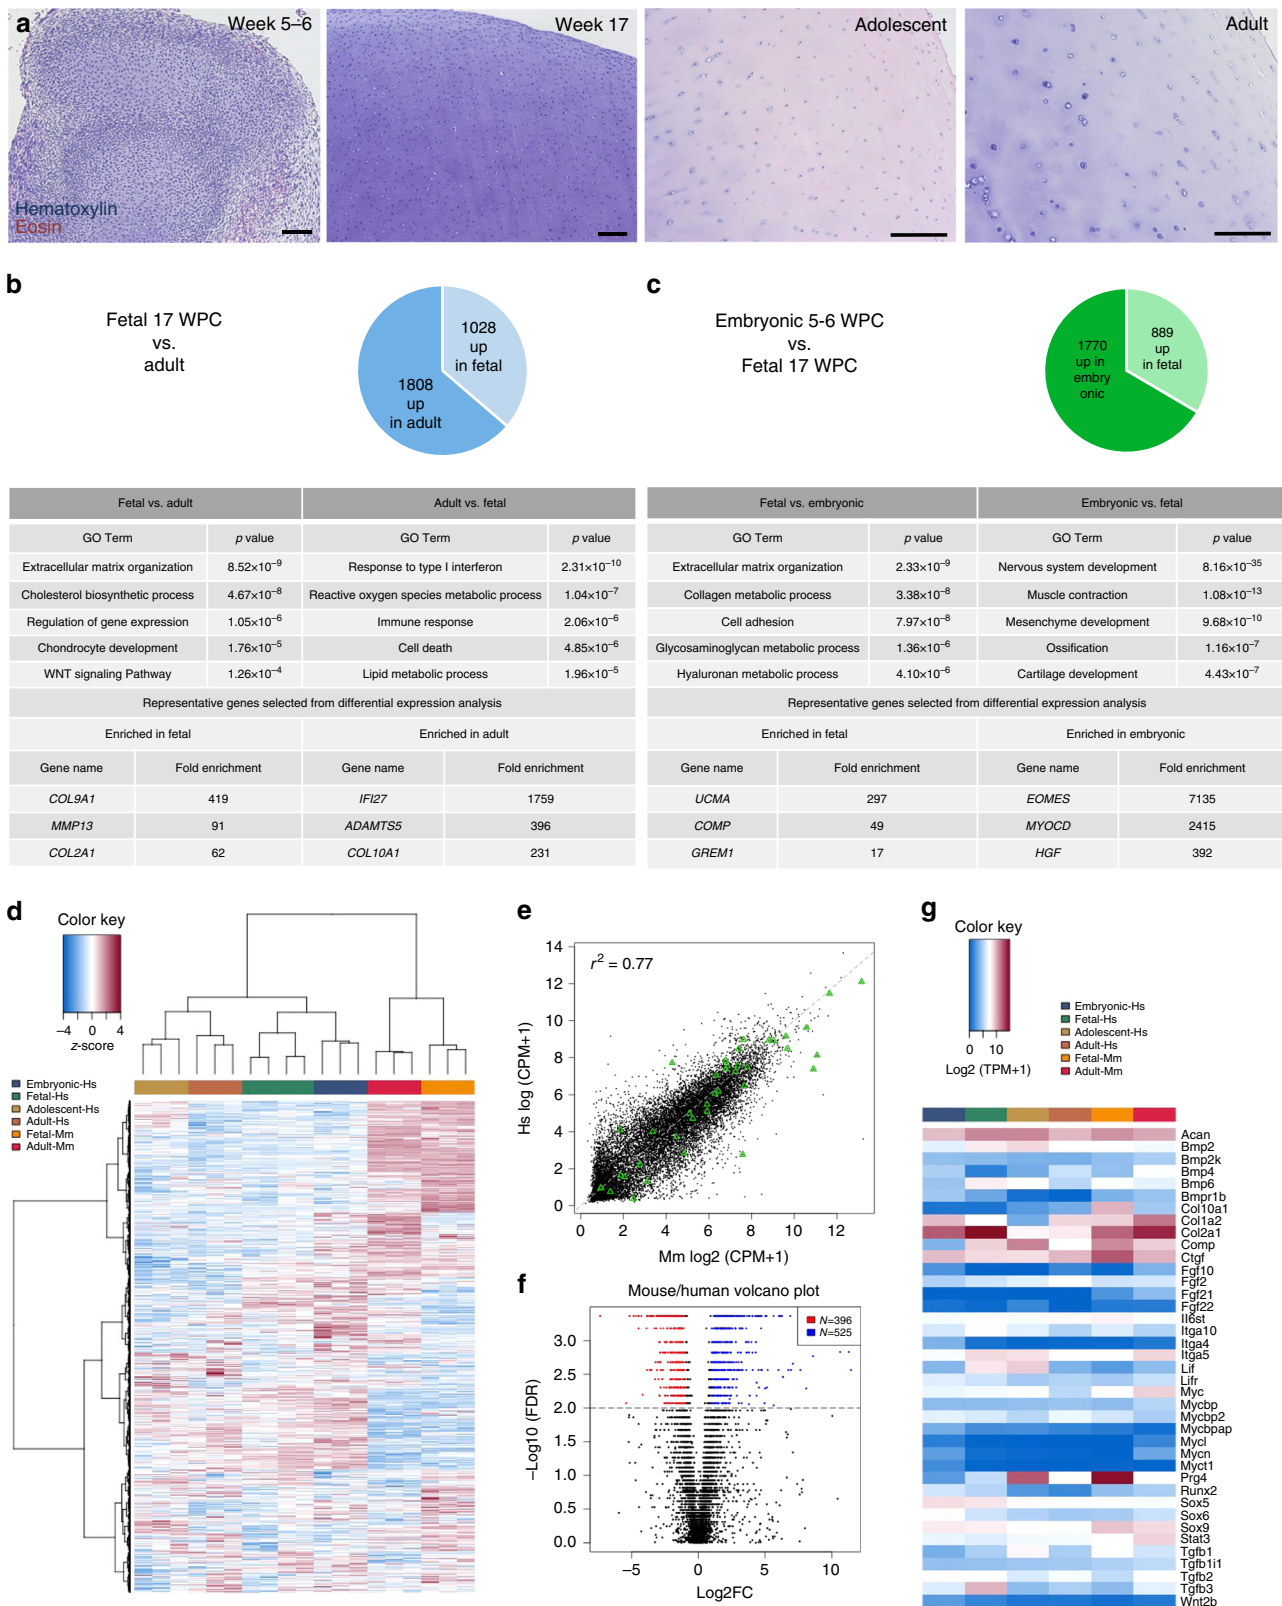 a
Week 5–6
Week 17
Adolescent
Adult
Hematoxylin
Eosin
b
Fetal 17 WPC
vs.
adult
1028
up
in fetal
1808
up
in adult
c
Embryonic 5-6 WPC
vs.
Fetal 17 WPC
1770
up in
embry
onic
889
up
in fetal
Fetal vs. adult Adult vs. fetal
GO Term p value GO Term p value
Extracellular matrix organization 8.52×10–9 Response to type I interferon 2.31×10–10
Cholesterol biosynthetic process 4.67×10–8 Reactive oxygen species metabolic process 1.04×10–7
Regulation of gene expression 1.05×10–6 Immune response 2.06×10–6
Chondrocyte development 1.76×10–5 Cell death 4.85×10–6
WNT signaling Pathway 1.26×10–4 Lipid metabolic process 1.96×10–5
Representative genes selected from differential expression analysis
Enriched in fetal Enriched in adult
Gene name Fold enrichment Gene name Fold enrichment
COL9A1 419 IFI27 1759
MMP13 91 ADAMTS5 396
COL2A1 62 COL10A1 231
Fetal vs. embryonic Embryonic vs. fetal
GO Term p value GO Term p value
Extracellular matrix organization 2.33×10–9 Nervous system development 8.16×10–35
Collagen metabolic process 3.38×10–8 Muscle contraction 1.08×10–13
Cell adhesion 7.97×10–8 Mesenchyme development 9.68×10–10
Glycosaminoglycan metabolic process 1.36×10–6 Ossification 1.16×10–7
Hyaluronan metabolic process 4.10×10–6 Cartilage development 4.43×10–7
Representative genes selected from differential expression analysis
Enriched in fetal Enriched in embryonic
Gene name Fold enrichment Gene name Fold enrichment
UCMA 297 EOMES 7135
COMP 49 MYOCD 2415
GREM1 17 HGF 392
d
Color key
–4 0 4
z-score
Embryonic-Hs
Fetal-Hs
Adolescent-Hs
Adult-Hs
Fetal-Mm
Adult-Mm
e
r2 = 0.77
Hs log (CPM+1)
14
12
10
8
6
4
2
0
0 2 4 6 8 10 12
Mm log2 (CPM+1)
f
Mouse/human volcano plot
N=396
N=525
–Log10 (FDR)
3.0
2.5
2.0
1.5
1.0
0.5
0.0
–5 0 5 10
Log2FC
g
Color key
0 10
Log2 (TPM+1)
Embryonic-Hs
Fetal-Hs
Adolescent-Hs
Adult-Hs
Fetal-Mm
Adult-Mm
Acan
Bmp2
Bmp2k
Bmp4
Bmp6
Bmpr1b
Col10a1
Col1a2
Col2a1
Comp
Ctgf
Fgf10
Fgf2
Fgf21
Fgf22
Il6st
Itga10
Itga4
Itga5
Lif
Lifr
Myc
Mycbp
Mycbp2
Mycbpap
Mycl
Mycn
Myct1
Prg4
Runx2
Sox5
Sox6
Sox9
Stat3
Tgfb1
Tgfb1i1
Tgfb2
Tgfb3
Wnt2b